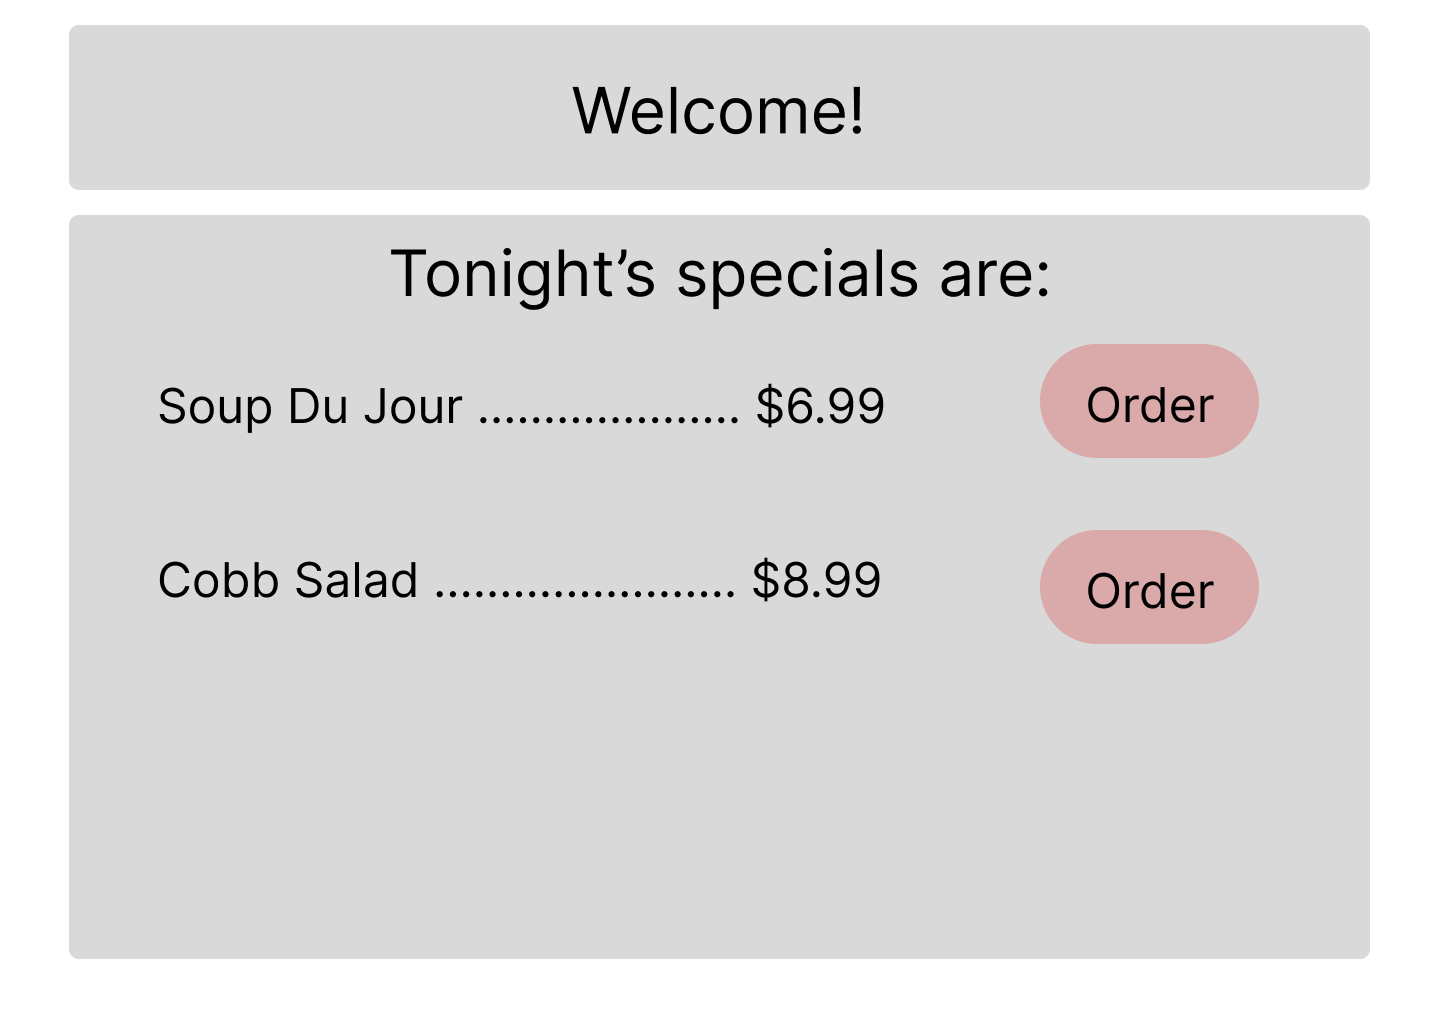 Welcome!
Tonight’s specials are:
Soup Du Jour .................... $6.99
Order
Cobb Salad ....................... $8.99
Order